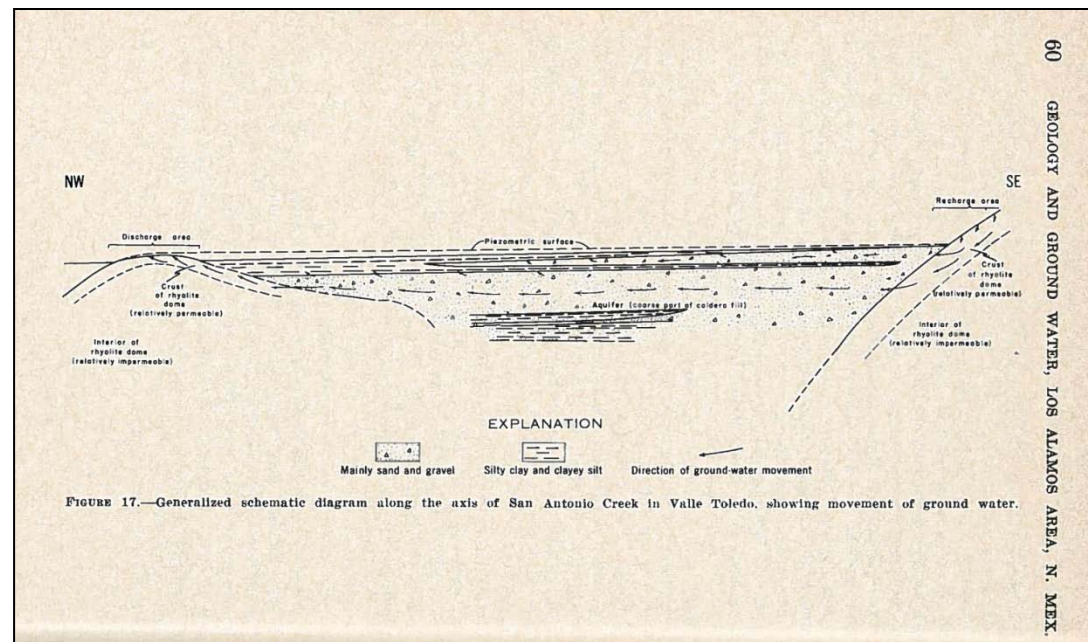 60 GEOLOGY AND GROUND WATER, LOS ALAMOS AREA, N. MEX
NW
SE
Recharge area
Discharge area
Piezometric surface
Crust
of rhyolite
dome
(relatively permeable)
Crust
of rhyolite
dome
(relatively permeable)
Aquifer (coarse part of caldera fill)
Interior of
rhyolite dome
(relatively impermeable)
Interior of
rhyolite dome
(relatively impermeable)
EXPLANATION
Mainly sand and gravel
Silty clay and clayey silt
Direction of ground-water movement
FIGURE 17.—Generalized schematic diagram along the axis of San Antonio Creek in Valle Toledo, showing movement of ground water.